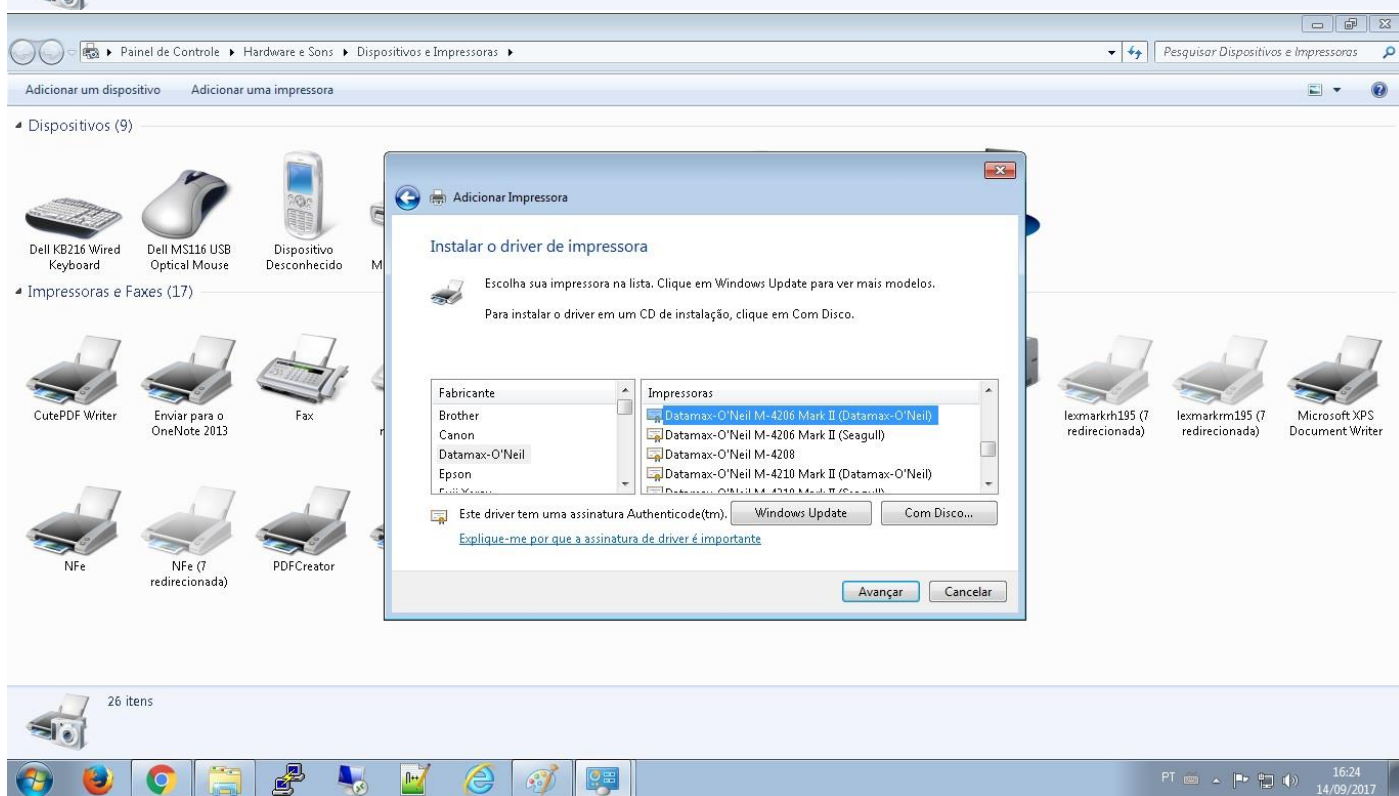 Painel de Controle ▸ Hardware e Sons ▸ Dispositivos e Impressoras ▸
Pesquisar Dispositivos e Impressoras
Adicionar um dispositivo Adicionar uma impressora
Dispositivos (9)
Dell KB216 Wired Keyboard
Dell MS116 USB Optical Mouse
Dispositivo Desconhecido
M
Impressoras e Faxes (17)
CutePDF Writer
Enviar para o OneNote 2013
Fax
lexmarkrh195 (7 redirecionada)
lexmarkrm195 (7 redirecionada)
Microsoft XPS Document Writer
NFe
NFe (7 redirecionada)
PDFCreator
Adicionar Impressora
Instalar o driver de impressora
Escolha sua impressora na lista. Clique em Windows Update para ver mais modelos.
Para instalar o driver em um CD de instalação, clique em Com Disco.
Fabricante
Brother
Canon
Datamax-O'Neil
Epson
Impressoras
Datamax-O'Neil M-4206 Mark II (Datamax-O'Neil)
Datamax-O'Neil M-4206 Mark II (Seagull)
Datamax-O'Neil M-4208
Datamax-O'Neil M-4210 Mark II (Datamax-O'Neil)
Este driver tem uma assinatura Authenticode(tm).
Windows Update
Com Disco...
Explique-me por que a assinatura de driver é importante
Avançar
Cancelar
26 itens
PT
16:24
14/09/2017